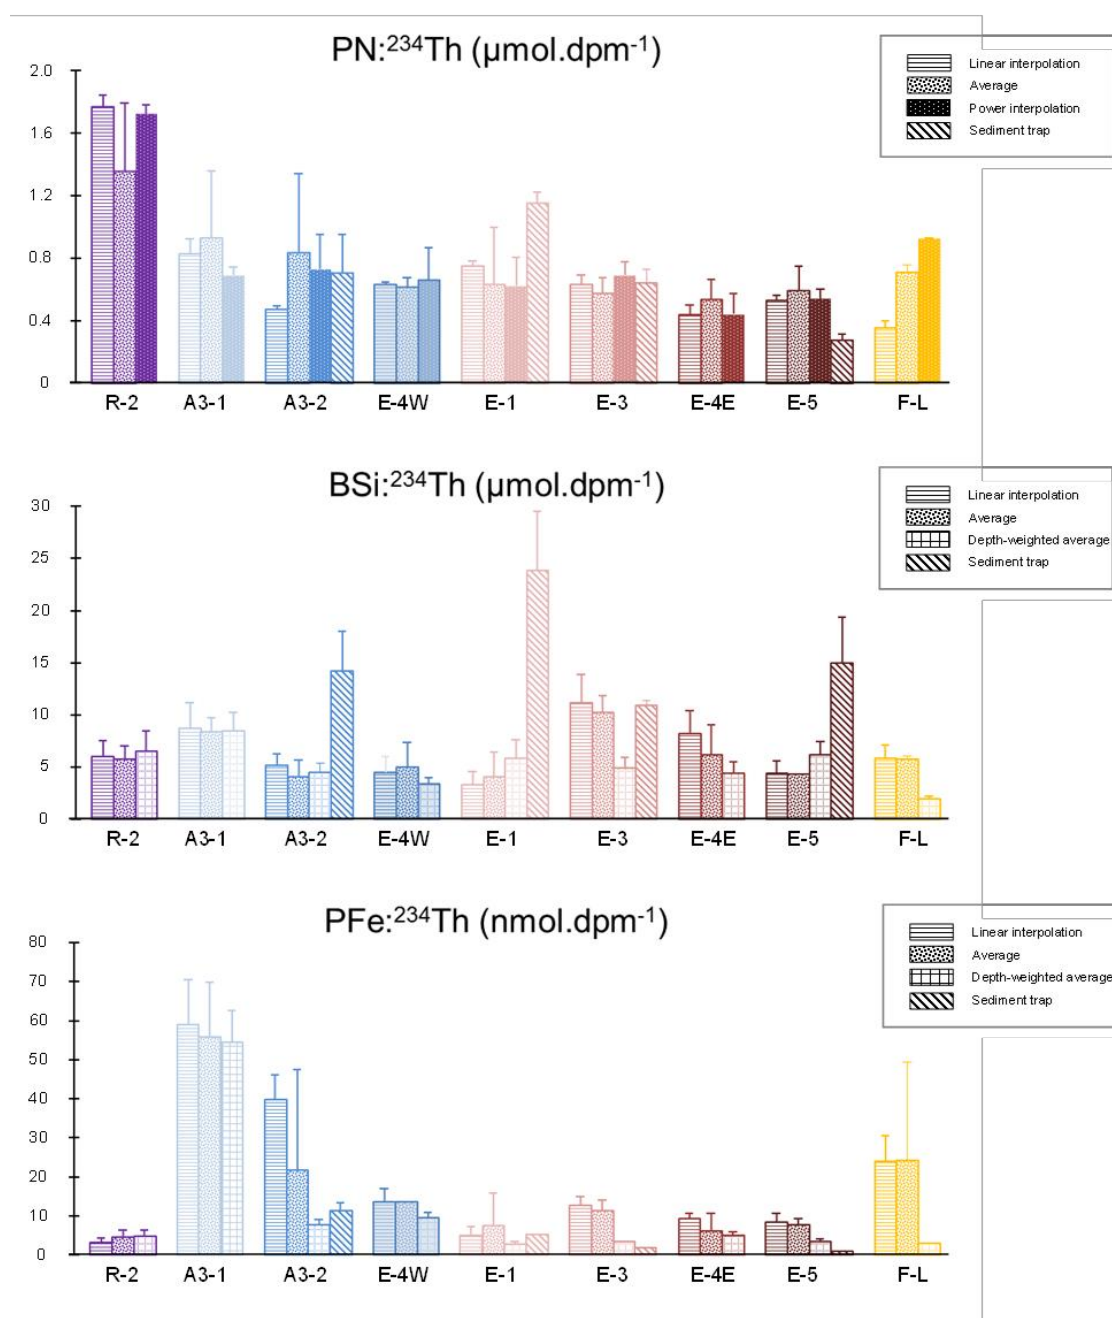 PN:²³⁴Th (µmol.dpm⁻¹)
Linear interpolation
Average
Power interpolation
Sediment trap
2.0
1.6
1.2
0.8
0.4
0
R-2 A3-1 A3-2 E-4W E-1 E-3 E-4E E-5 F-L
BSi:²³⁴Th (µmol.dpm⁻¹)
Linear interpolation
Average
Depth-weighted average
Sediment trap
30
25
20
15
10
5
0
R-2 A3-1 A3-2 E-4W E-1 E-3 E-4E E-5 F-L
PFe:²³⁴Th (nmol.dpm⁻¹)
Linear interpolation
Average
Depth-weighted average
Sediment trap
80
70
60
50
40
30
20
10
0
R-2 A3-1 A3-2 E-4W E-1 E-3 E-4E E-5 F-L